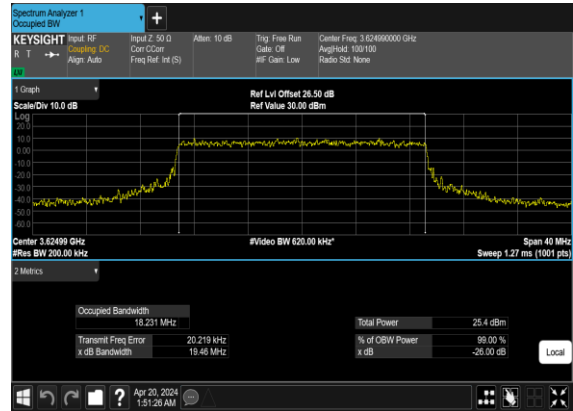 Spectrum Analyzer 1
Occupied BW
+
KEYSIGHT Input: RF Input Z: 50 Ω Atten: 10 dB Trig: Free Run Center Freq: 3.624990000 GHz
R T Coupling: DC Corr CCorr Gate: Off Avg|Hold: 100/100
Align: Auto Freq Ref: Int (S) #IF Gain: Low Radio Std: None
LW
1 Graph
Ref Lvl Offset 26.50 dB
Scale/Div 10.0 dB Ref Value 30.00 dBm
Log
20.0
10.0
0.00
-10.0
-20.0
-30.0
-40.0
-50.0
-60.0
Center 3.62499 GHz #Video BW 620.00 kHz* Span 40 MHz
#Res BW 200.00 kHz Sweep 1.27 ms (1001 pts)
2 Metrics
Occupied Bandwidth
18.231 MHz Total Power 25.4 dBm
Transmit Freq Error 20.219 kHz % of OBW Power 99.00 %
x dB Bandwidth 19.46 MHz x dB -26.00 dB
Local
?
Apr 20, 2024
1:51:26 AM